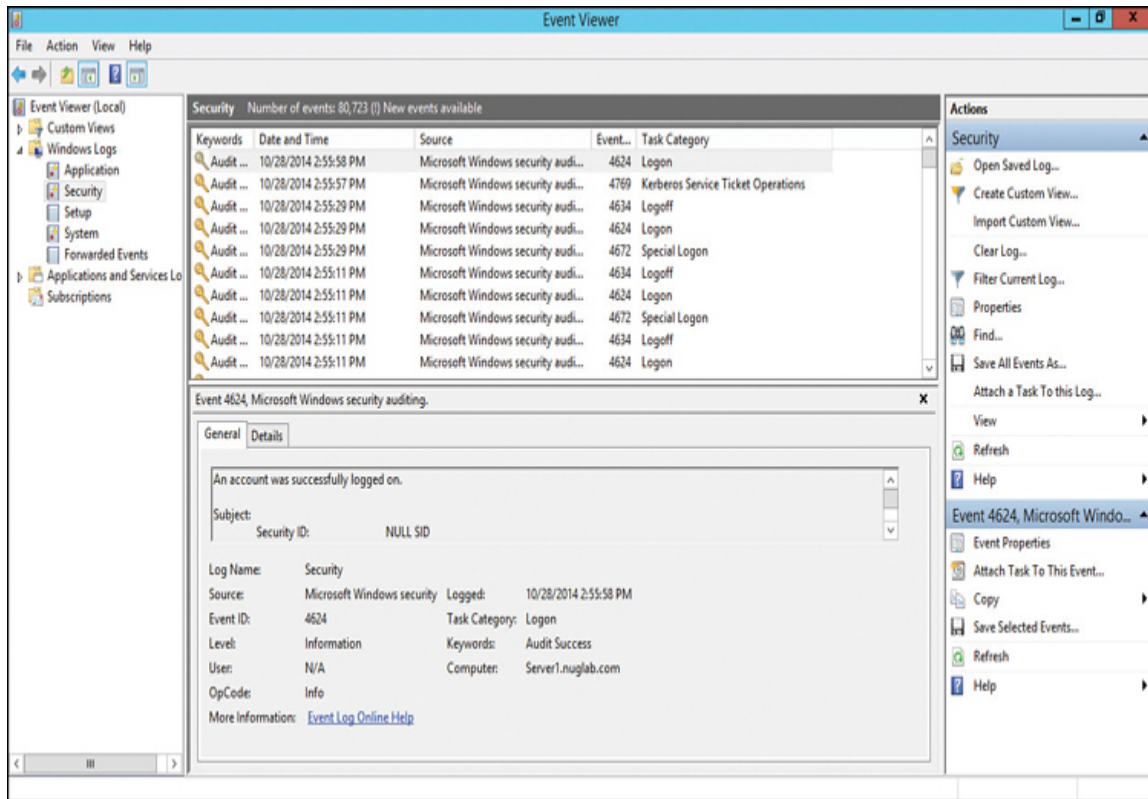 Event Viewer
File Action View Help
Event Viewer (Local)
Custom Views
Windows Logs
Application
Security
Setup
System
Forwarded Events
Applications and Services Lo
Subscriptions
Security Number of events: 80,723 (!) New events available
Keywords Date and Time Source Event... Task Category
Audit ... 10/28/2014 2:55:58 PM Microsoft Windows security audi... 4624 Logon
Audit ... 10/28/2014 2:55:57 PM Microsoft Windows security audi... 4769 Kerberos Service Ticket Operations
Audit ... 10/28/2014 2:55:29 PM Microsoft Windows security audi... 4634 Logoff
Audit ... 10/28/2014 2:55:29 PM Microsoft Windows security audi... 4624 Logon
Audit ... 10/28/2014 2:55:29 PM Microsoft Windows security audi... 4672 Special Logon
Audit ... 10/28/2014 2:55:11 PM Microsoft Windows security audi... 4634 Logoff
Audit ... 10/28/2014 2:55:11 PM Microsoft Windows security audi... 4624 Logon
Audit ... 10/28/2014 2:55:11 PM Microsoft Windows security audi... 4672 Special Logon
Audit ... 10/28/2014 2:55:11 PM Microsoft Windows security audi... 4634 Logoff
Audit ... 10/28/2014 2:55:11 PM Microsoft Windows security audi... 4624 Logon
Event 4624, Microsoft Windows security auditing.
General Details
An account was successfully logged on.
Subject:
Security ID: NULL SID
Log Name: Security
Source: Microsoft Windows security Logged: 10/28/2014 2:55:58 PM
Event ID: 4624 Task Category: Logon
Level: Information Keywords: Audit Success
User: N/A Computer: Server1.nuglab.com
OpCode: Info
More Information: Event Log Online Help
Actions
Security
Open Saved Log...
Create Custom View...
Import Custom View...
Clear Log...
Filter Current Log...
Properties
Find...
Save All Events As...
Attach a Task To this Log...
View
Refresh
Help
Event 4624, Microsoft Windo...
Event Properties
Attach Task To This Event...
Copy
Save Selected Events...
Refresh
Help